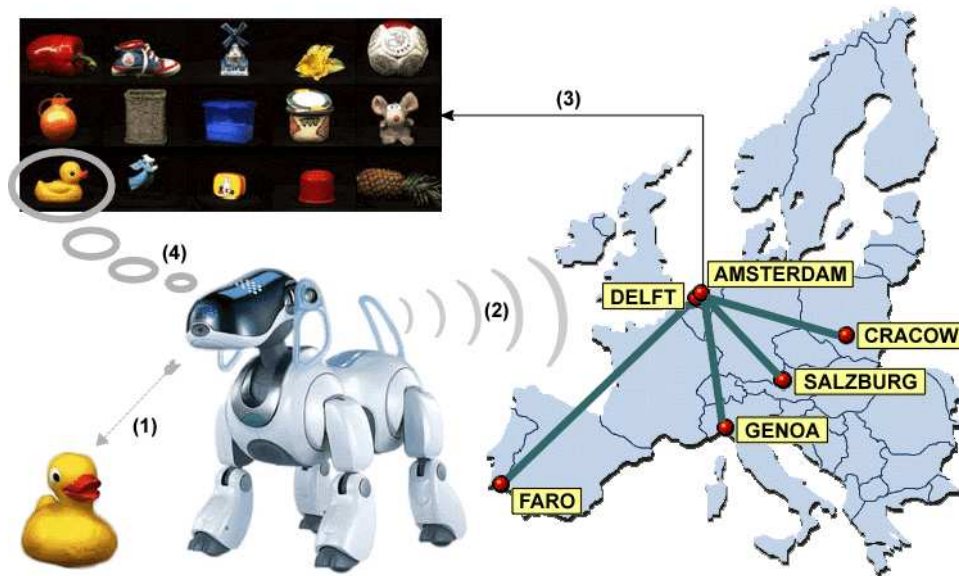 (3)
(4)
(2)
(1)
AMSTERDAM
DELFT
CRACOW
SALZBURG
GENOA
FARO